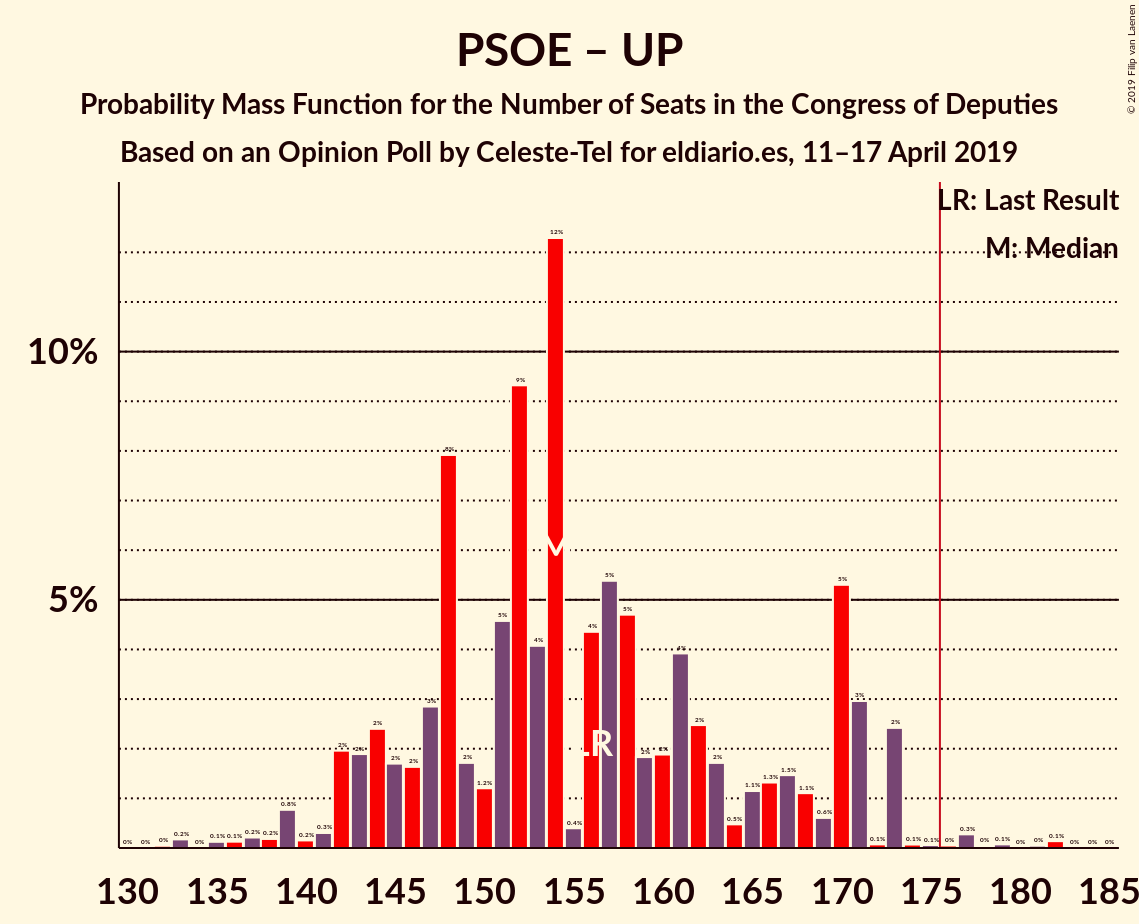 PSOE – UP
Probability Mass Function for the Number of Seats in the Congress of Deputies
Based on an Opinion Poll by Celeste-Tel for eldiario.es, 11–17 April 2019
© 2019 Filip van Laenen
LR: Last Result
M: Median
10%
5%
0% 0% 0% 0.2% 0% 0.1% 0.1% 0.2% 0.2% 0.8% 0.2% 0.3% 2% 2% 2% 2% 2% 3% 8% 2% 1.2% 5% 9% 4% 12% 0.4% 4% 5% 5% 2% 2% 4% 2% 2% 0.5% 1.1% 1.3% 1.5% 1.1% 0.6% 5% 3% 0.1% 2% 0.1% 0.1% 0% 0.3% 0% 0.1% 0% 0% 0.1% 0% 0% 0%
M
LR
130 135 140 145 150 155 160 165 170 175 180 185